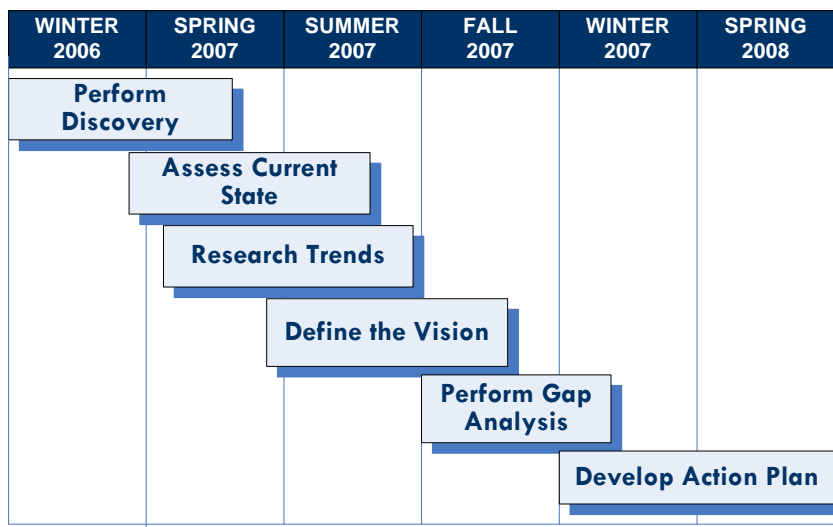 WINTER SPRING SUMMER FALL WINTER SPRING
2006 2007 2007 2007 2007 2008
Perform
Discovery
Assess Current
State
Research Trends
Define the Vision
Perform Gap
Analysis
Develop Action Plan